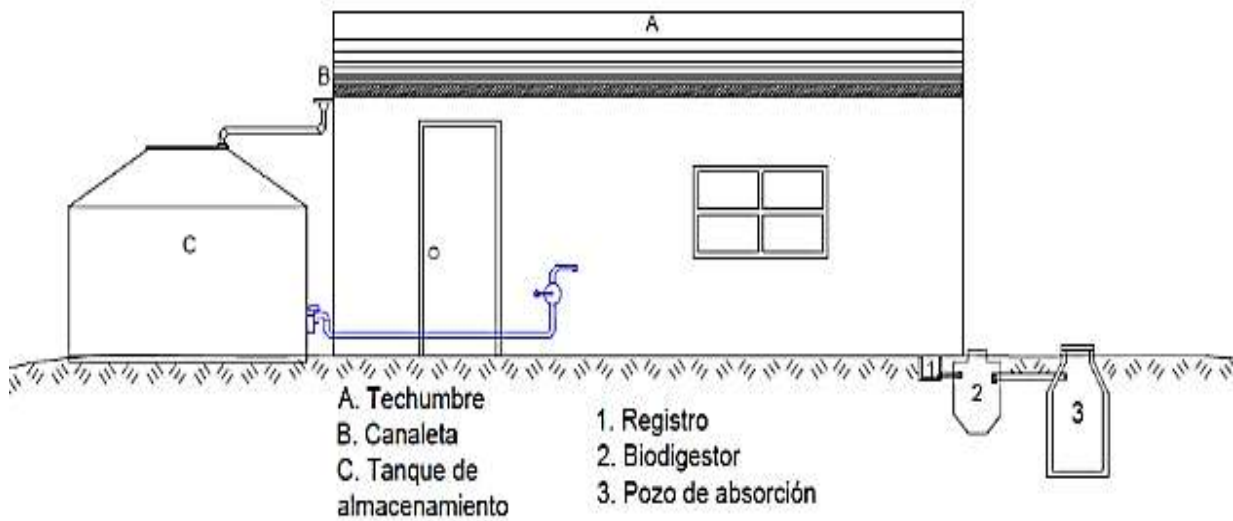 A
B
C
1
2
3
A. Techumbre
B. Canaleta
C. Tanque de
almacenamiento
1. Registro
2. Biodigestor
3. Pozo de absorción